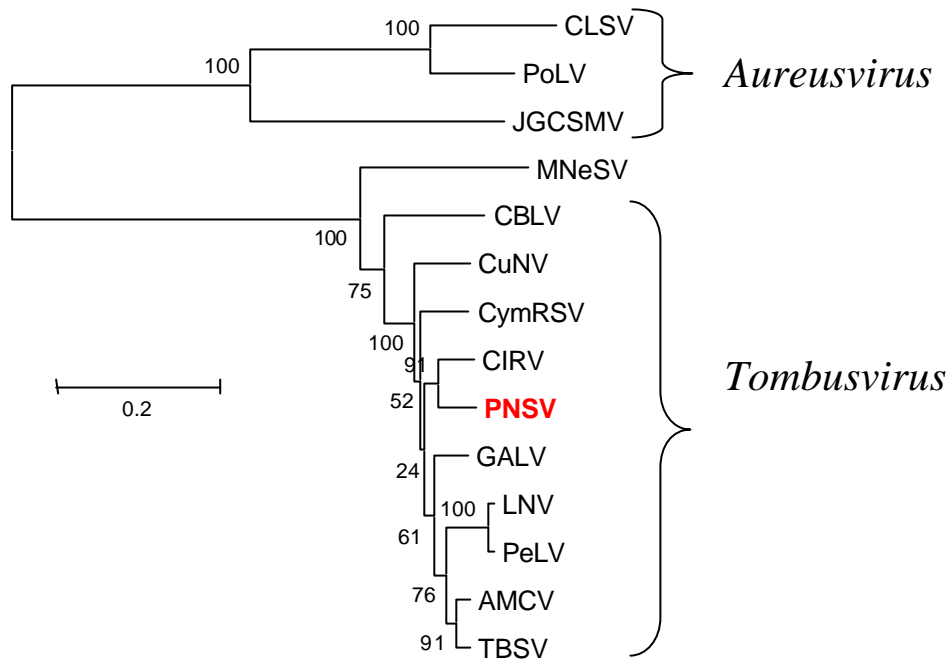 CLSV
100
100
PoLV
Aureusvirus
JGCSMV
MNeSV
CBLV
100
CuNV
75
CymRSV
100
91
CIRV
Tombusvirus
52
0.2
PNSV
GALV
24
100
LNV
61
PeLV
76
AMCV
91
TBSV